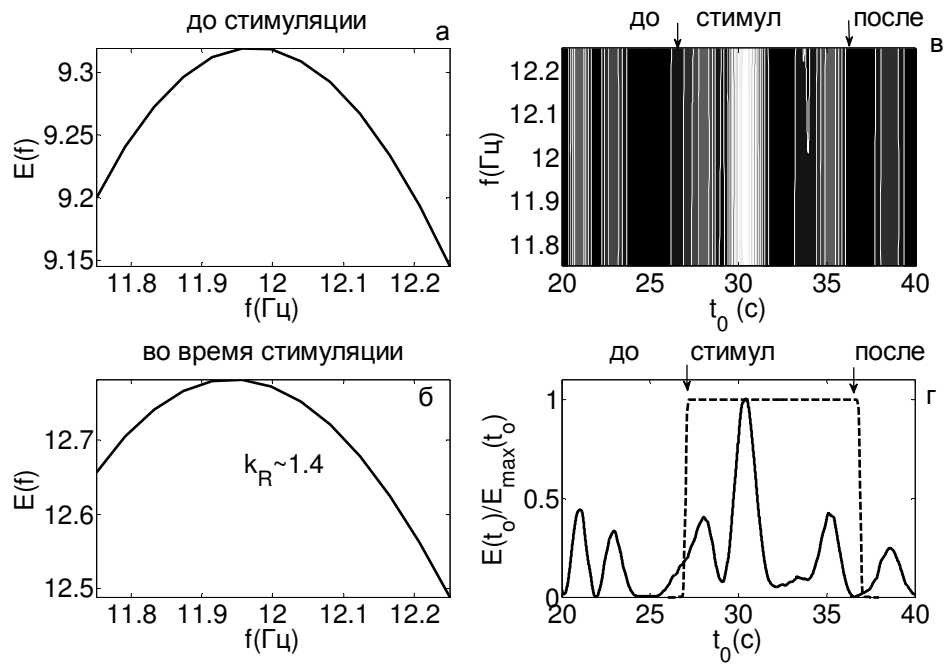 до стимуляции
а
9.3
9.25
9.2
9.15
E(f)
11.8 11.9 12 12.1 12.2
f(Гц)
до стимул после
в
12.2
12.1
12
11.9
11.8
f(Гц)
20 25 30 35 40
t_0 (с)
во время стимуляции
б
12.7
12.6
12.5
E(f)
k_R~1.4
11.8 11.9 12 12.1 12.2
f(Гц)
до стимул после
г
1
0.5
0
E(t_o)/E_max(t_o)
20 25 30 35 40
t_0(с)